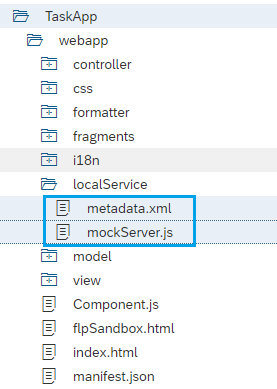 TaskApp
webapp
controller
css
formatter
fragments
i18n
localService
metadata.xml
mockServer.js
model
view
Component.js
flpSandbox.html
index.html
manifest.json